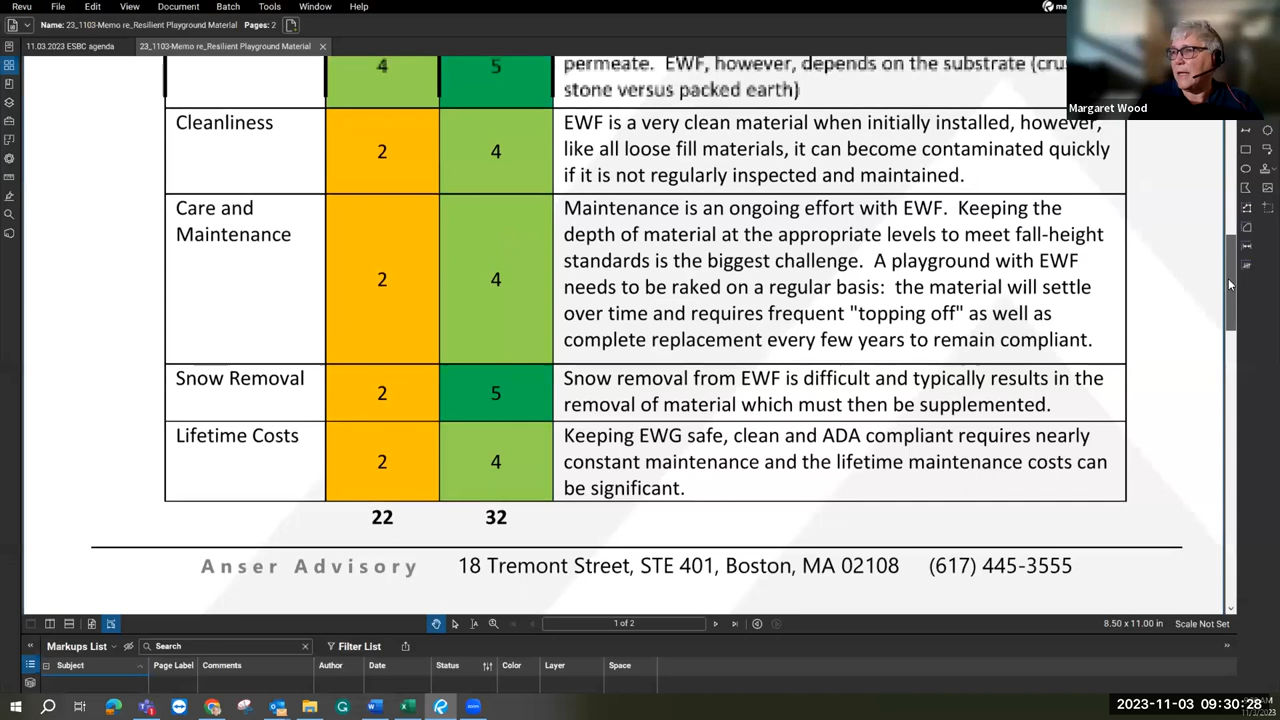 Revu File Edit View Document Batch Tools Window Help
Name: 23_1103-Memo re_Resilient Playground Material Pages: 2
11.03.2023 ESBC agenda 23_1103-Memo re_Resilient Playground Material
Margaret Wood
4 5 permeate. EWF, however, depends on the substrate
stone versus packed earth)
Cleanliness 2 4 EWF is a very clean material when initially installed, however,
like all loose fill materials, it can become contaminated quickly
if it is not regularly inspected and maintained.
Care and Maintenance 2 4 Maintenance is an ongoing effort with EWF. Keeping the
depth of material at the appropriate levels to meet fall-height
standards is the biggest challenge. A playground with EWF
needs to be raked on a regular basis: the material will settle
over time and requires frequent "topping off" as well as
complete replacement every few years to remain compliant.
Snow Removal 2 5 Snow removal from EWF is difficult and typically results in the
removal of material which must then be supplemented.
Lifetime Costs 2 4 Keeping EWG safe, clean and ADA compliant requires nearly
constant maintenance and the lifetime maintenance costs can
be significant.
22 32
Anser Advisory 18 Tremont Street, STE 401, Boston, MA 02108 (617) 445-3555
1 of 2 8.50 x 11.00 in Scale Not Set
Markups List Search Filter List
Subject Page Label Comments Author Date Status Color Layer Space
2023-11-03 09:30:28